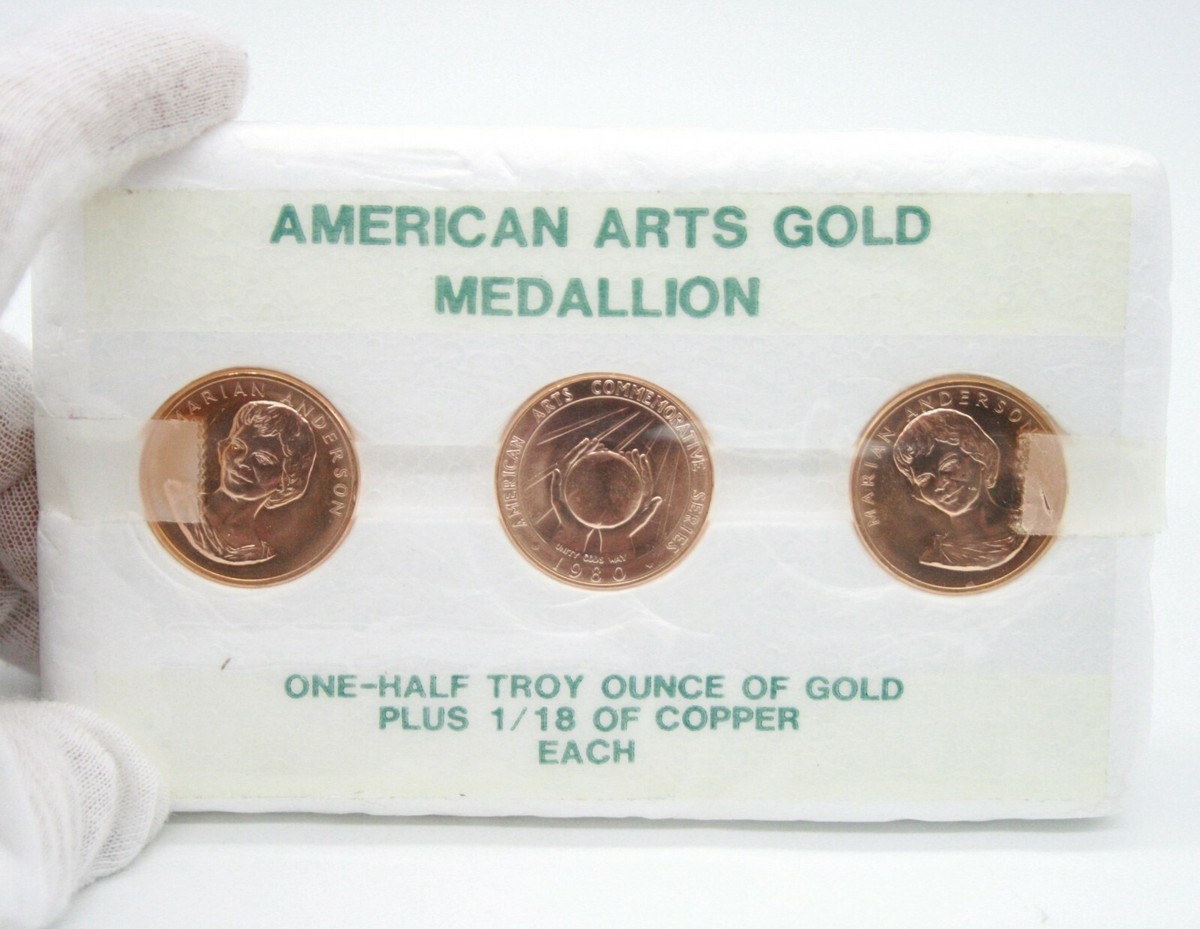 AMERICAN ARTS GOLD
MEDALLION
MARIAN ANDERSON
AMERICAN ARTS COMMEMORATIVE SERIES
1980
MARIAN ANDERSON
ONE-HALF TROY OUNCE OF GOLD
PLUS 1/18 OF COPPER
EACH